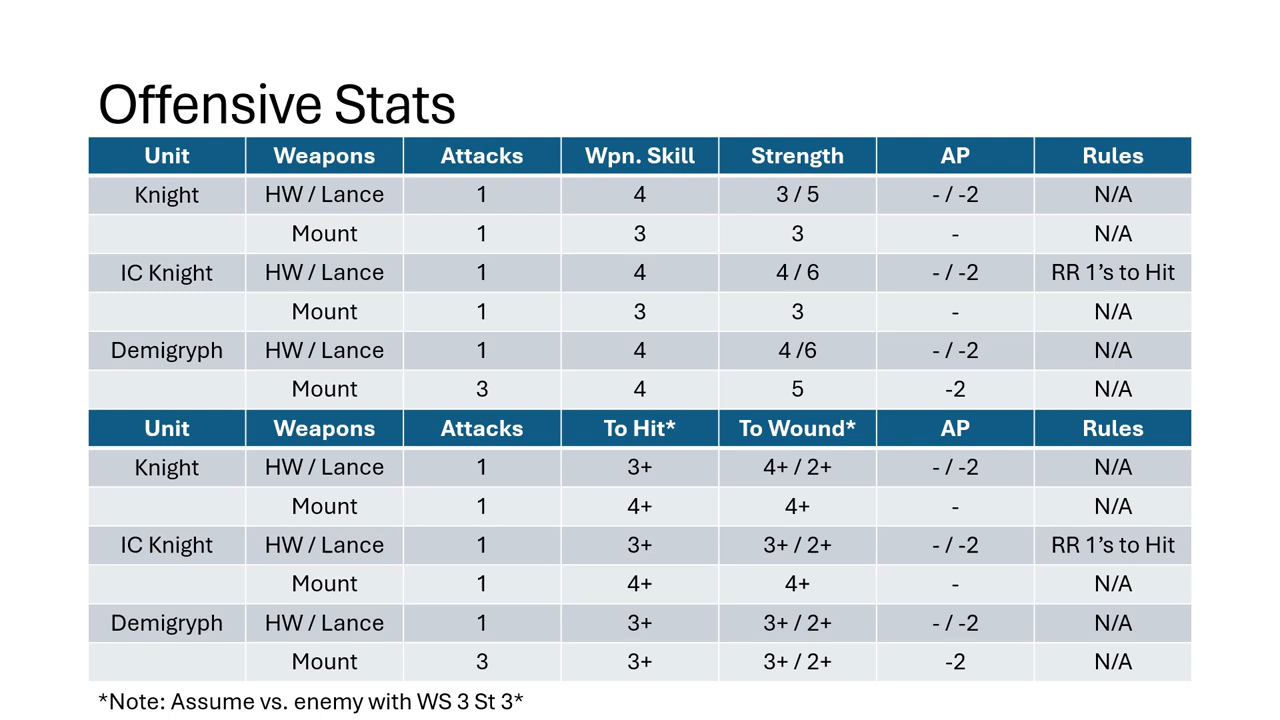 Offensive Stats
Unit Weapons Attacks Wpn. Skill Strength AP Rules
Knight HW / Lance 1 4 3 / 5 - / -2 N/A
Mount 1 3 3 - N/A
IC Knight HW / Lance 1 4 4 / 6 - / -2 RR 1’s to Hit
Mount 1 3 3 - N/A
Demigryph HW / Lance 1 4 4 /6 - / -2 N/A
Mount 3 4 5 -2 N/A
Unit Weapons Attacks To Hit* To Wound* AP Rules
Knight HW / Lance 1 3+ 4+ / 2+ - / -2 N/A
Mount 1 4+ 4+ - N/A
IC Knight HW / Lance 1 3+ 3+ / 2+ - / -2 RR 1’s to Hit
Mount 1 4+ 4+ - N/A
Demigryph HW / Lance 1 3+ 3+ / 2+ - / -2 N/A
Mount 3 3+ 3+ / 2+ -2 N/A
*Note: Assume vs. enemy with WS 3 St 3*